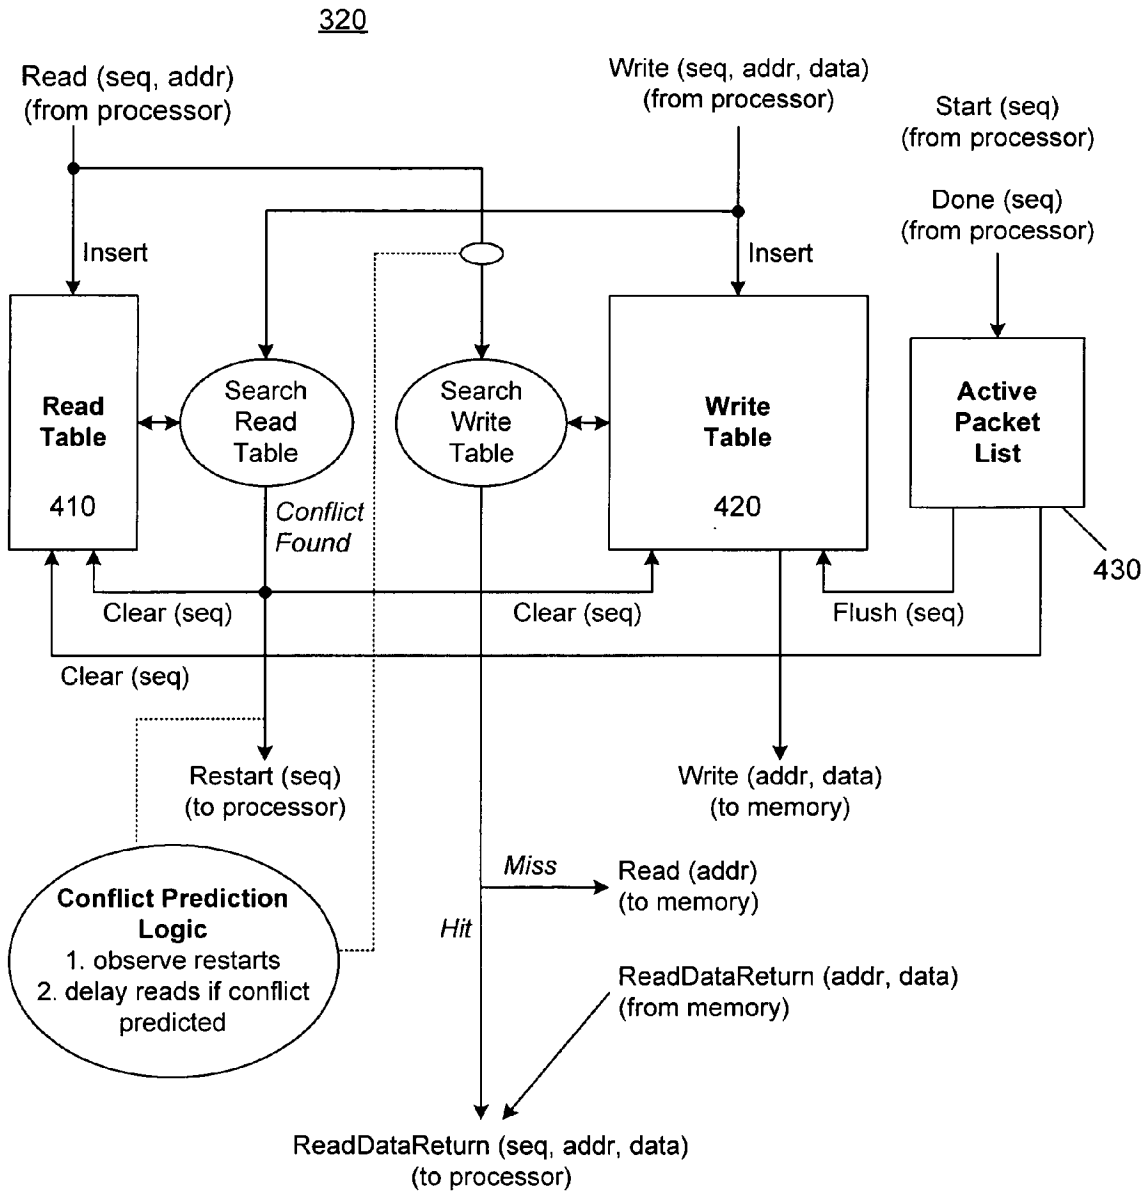 320
Read (seq, addr)
(from processor)
Write (seq, addr, data)
(from processor)
Start (seq)
(from processor)
Done (seq)
(from processor)
Insert
Insert
Read
Table
410
Search
Read
Table
Search
Write
Table
Write
Table
420
Active
Packet
List
430
Conflict
Found
Clear (seq)
Clear (seq)
Flush (seq)
Clear (seq)
Restart (seq)
(to processor)
Write (addr, data)
(to memory)
Miss
Read (addr)
(to memory)
Hit
Conflict Prediction
Logic
1. observe restarts
2. delay reads if conflict
predicted
ReadDataReturn (addr, data)
(from memory)
ReadDataReturn (seq, addr, data)
(to processor)